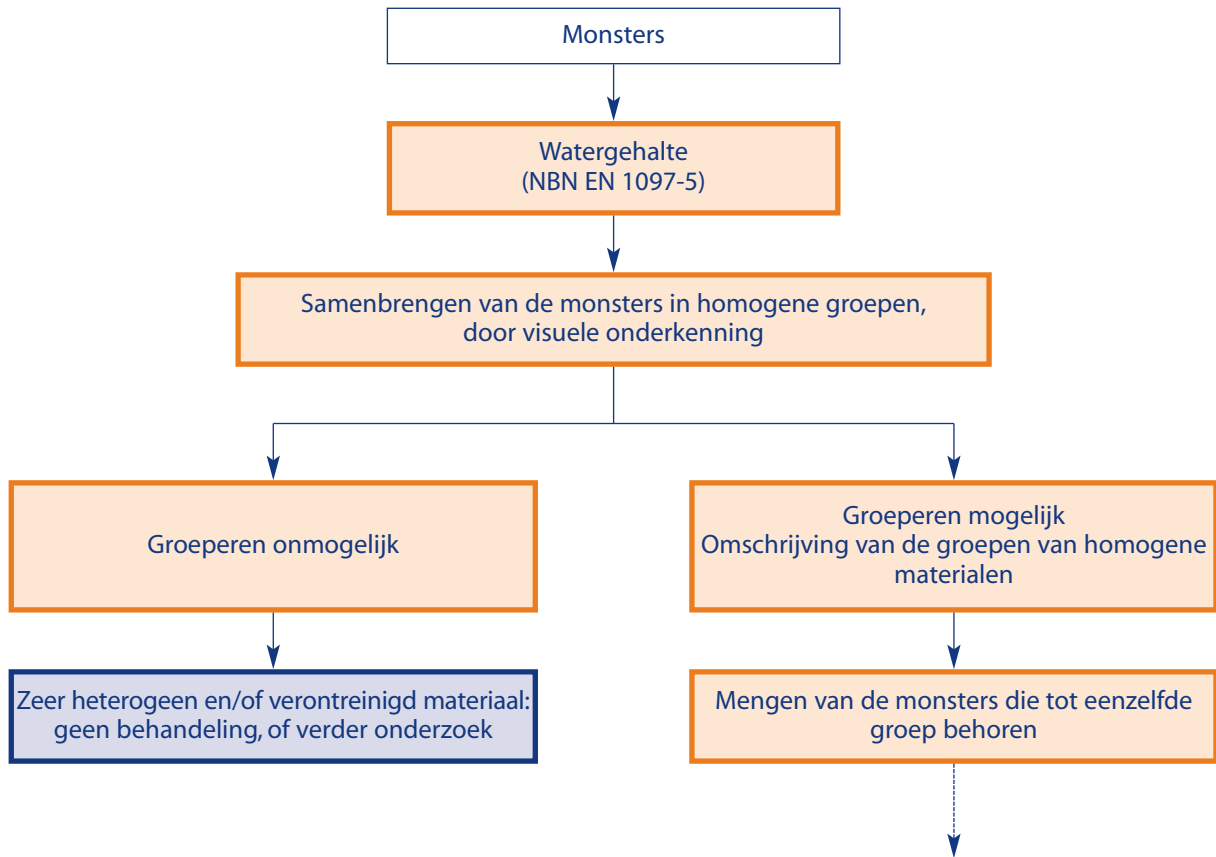 Monsters
Watergehalte
(NBN EN 1097-5)
Samenbrengen van de monsters in homogene groepen,
door visuele onderkenning
Groeperen onmogelijk
Groeperen mogelijk
Omschrijving van de groepen van homogene
materialen
Zeer heterogeen en/of verontreinigd materiaal:
geen behandeling, of verder onderzoek
Mengen van de monsters die tot eenzelfde
groep behoren